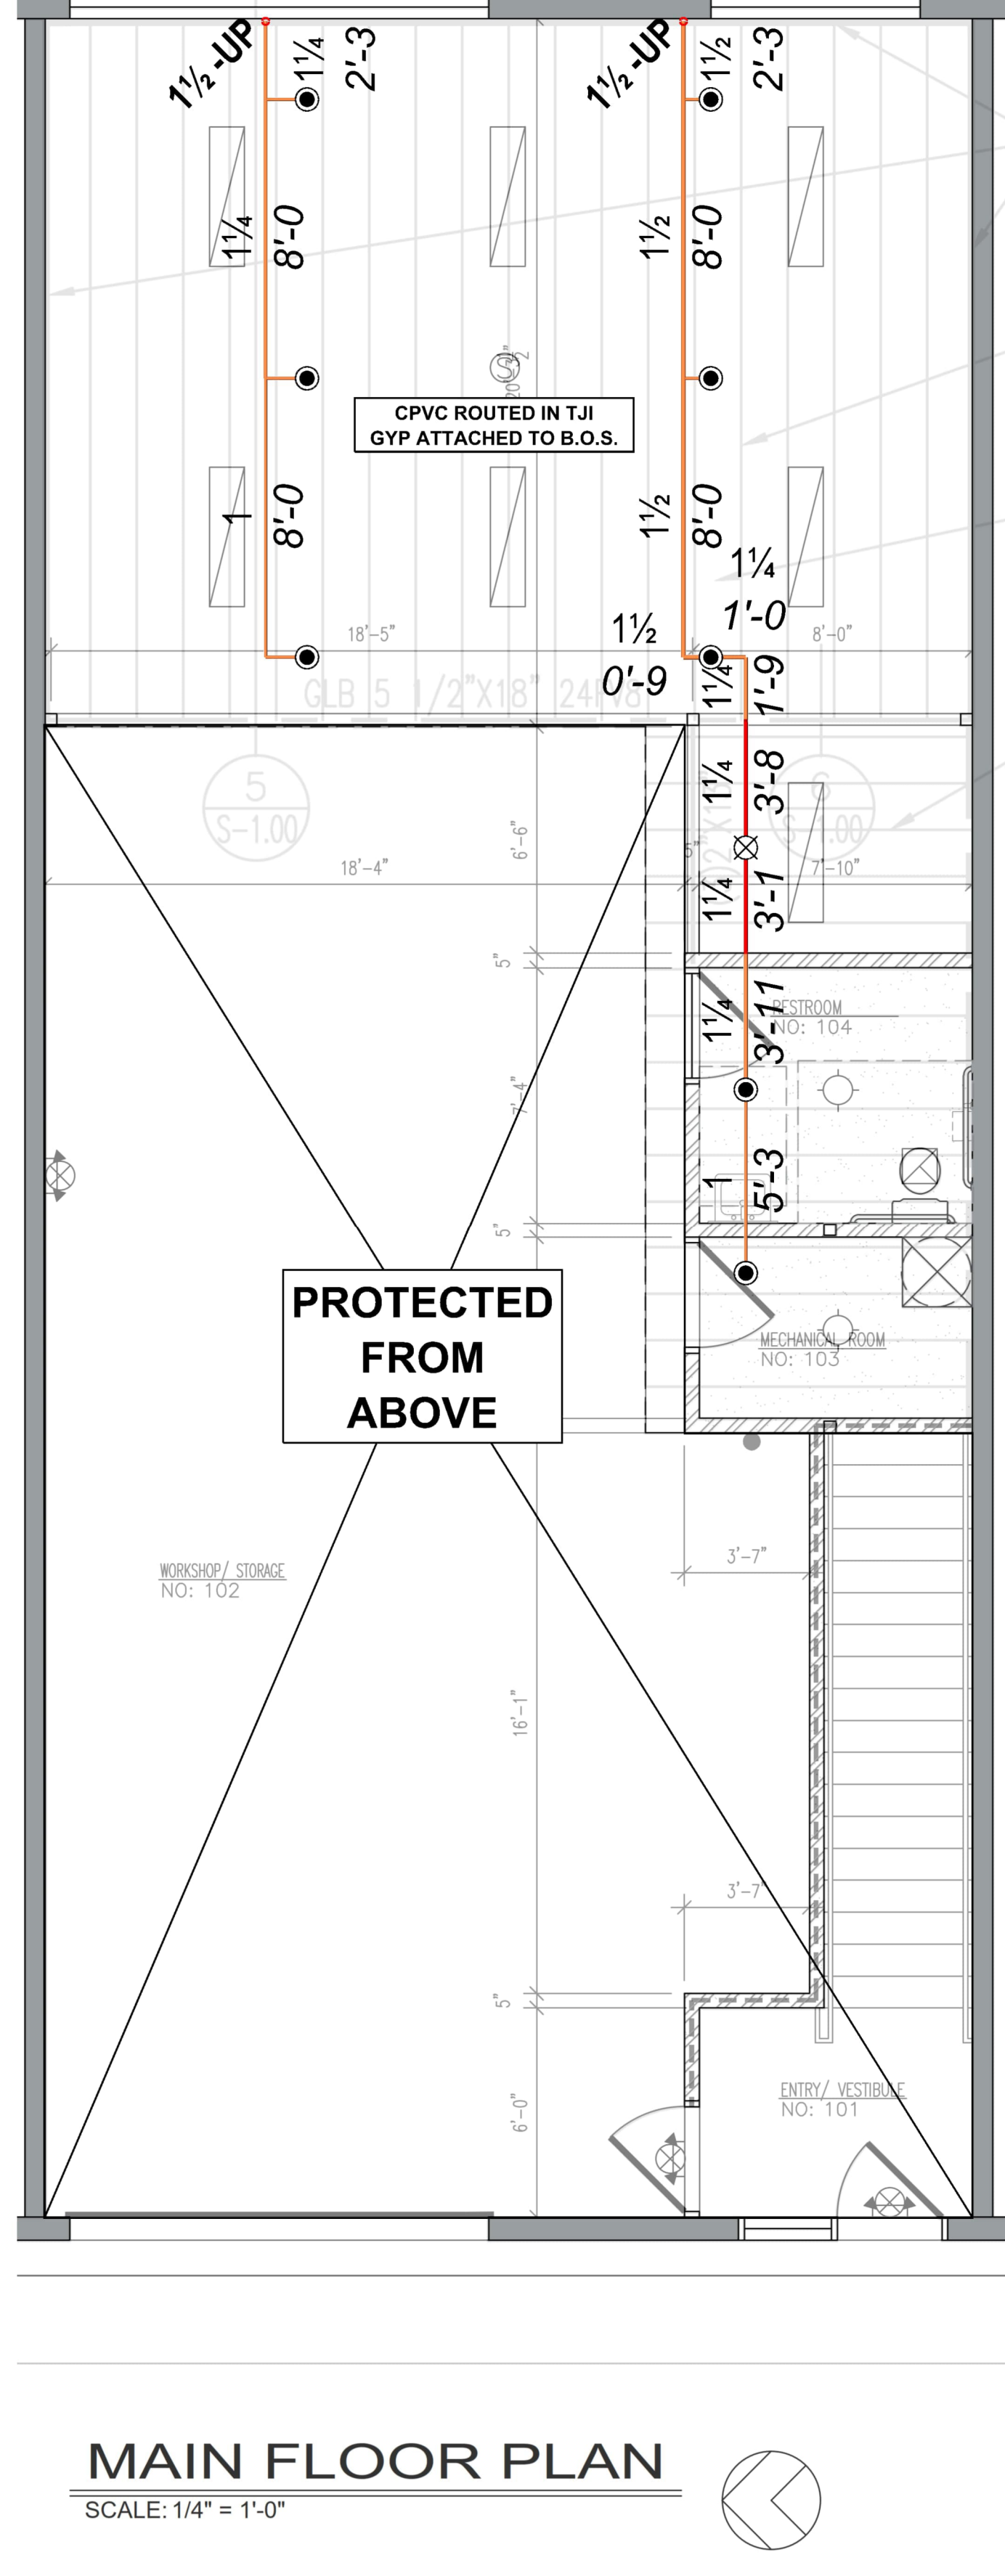 1½ -UP
1¼
2'-3
1½ -UP
1½
2'-3
1¼
8'-0
1½
8'-0
CPVC ROUTED IN TJI
GYP ATTACHED TO B.O.S.
1
8'-0
1½
8'-0
1¼
1'-0
18'-5"
1½
0'-9
8'-0"
GLB 5 1/2"X18" 24FV8
1¼
1'-9
5
S-1.00
6
S-1.00
1¼
3'-8
6'-6"
18'-4"
5"
7'-10"
1¼
3'-1
5"
1¼
3'-11
RESTROOM
NO: 104
7'-4"
1
5'-3
5"
PROTECTED
FROM
ABOVE
MECHANICAL ROOM
NO: 103
3'-7"
WORKSHOP/ STORAGE
NO: 102
16'-1"
3'-7"
5"
ENTRY/ VESTIBULE
NO: 101
6'-0"
MAIN FLOOR PLAN
SCALE: 1/4" = 1'-0"